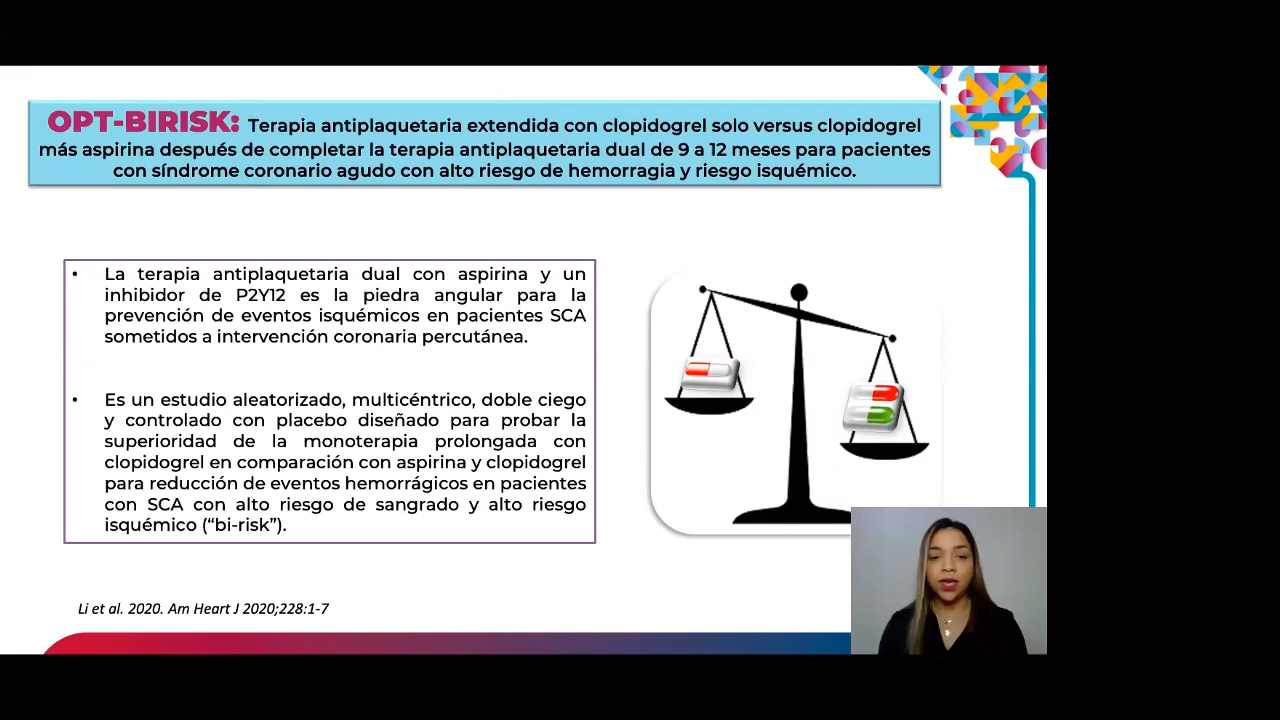 OPT-BIRISK: Terapia antiplaquetaria extendida con clopidogrel solo versus clopidogrel
más aspirina después de completar la terapia antiplaquetaria dual de 9 a 12 meses para pacientes
con síndrome coronario agudo con alto riesgo de hemorragia y riesgo isquémico.
• La terapia antiplaquetaria dual con aspirina y un
inhibidor de P2Y12 es la piedra angular para la
prevención de eventos isquémicos en pacientes SCA
sometidos a intervención coronaria percutánea.
• Es un estudio aleatorizado, multicéntrico, doble ciego
y controlado con placebo diseñado para probar la
superioridad de la monoterapia prolongada con
clopidogrel en comparación con aspirina y clopidogrel
para reducción de eventos hemorrágicos en pacientes
con SCA con alto riesgo de sangrado y alto riesgo
isquémico (“bi-risk”).
Li et al. 2020. Am Heart J 2020;228:1-7